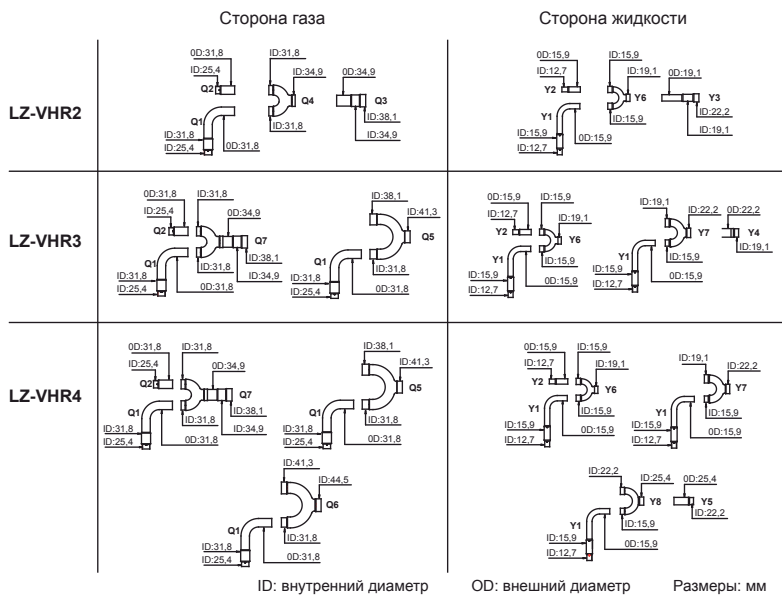 Сторона газа
Сторона жидкости
LZ-VHR2
0D:31,8
ID:25,4
Q2
Q1
ID:31,8
ID:25,4
0D:31,8
ID:31,8
ID:34,9
Q4
ID:31,8
0D:34,9
Q3
ID:38,1
ID:34,9
0D:15,9
ID:12,7
Y2
Y1
ID:15,9
ID:12,7
0D:15,9
ID:15,9
ID:19,1
Y6
ID:15,9
0D:19,1
Y3
ID:22,2
ID:19,1
LZ-VHR3
0D:31,8
ID:31,8
ID:25,4
Q2
0D:34,9
Q7
Q1
ID:38,1
ID:31,8
ID:34,9
ID:31,8
ID:25,4
0D:31,8
ID:38,1
ID:41,3
Q5
Q1
ID:31,8
ID:31,8
ID:25,4
0D:31,8
0D:15,9
ID:15,9
ID:12,7
ID:19,1
Y2
Y6
Y1
ID:15,9
ID:15,9
ID:12,7
0D:15,9
ID:19,1
ID:22,2
Y7
Y1
ID:15,9
ID:15,9
ID:12,7
0D:15,9
0D:22,2
Y4
ID:19,1
LZ-VHR4
0D:31,8
ID:31,8
ID:25,4
Q2
0D:34,9
Q7
Q1
ID:38,1
ID:31,8
ID:34,9
ID:31,8
ID:25,4
0D:31,8
ID:38,1
ID:41,3
Q5
Q1
ID:31,8
ID:31,8
ID:25,4
0D:31,8
ID:41,3
ID:44,5
Q6
Q1
ID:31,8
ID:31,8
ID:25,4
0D:31,8
0D:15,9
ID:15,9
ID:12,7
ID:19,1
Y2
Y6
Y1
ID:15,9
ID:15,9
ID:12,7
0D:15,9
ID:19,1
ID:22,2
Y7
Y1
ID:15,9
ID:15,9
ID:12,7
0D:15,9
ID:22,2
ID:25,4
Y8
Y1
ID:15,9
ID:15,9
ID:12,7
0D:15,9
0D:25,4
Y5
ID:22,2
ID: внутренний диаметр
OD: внешний диаметр
Размеры: мм